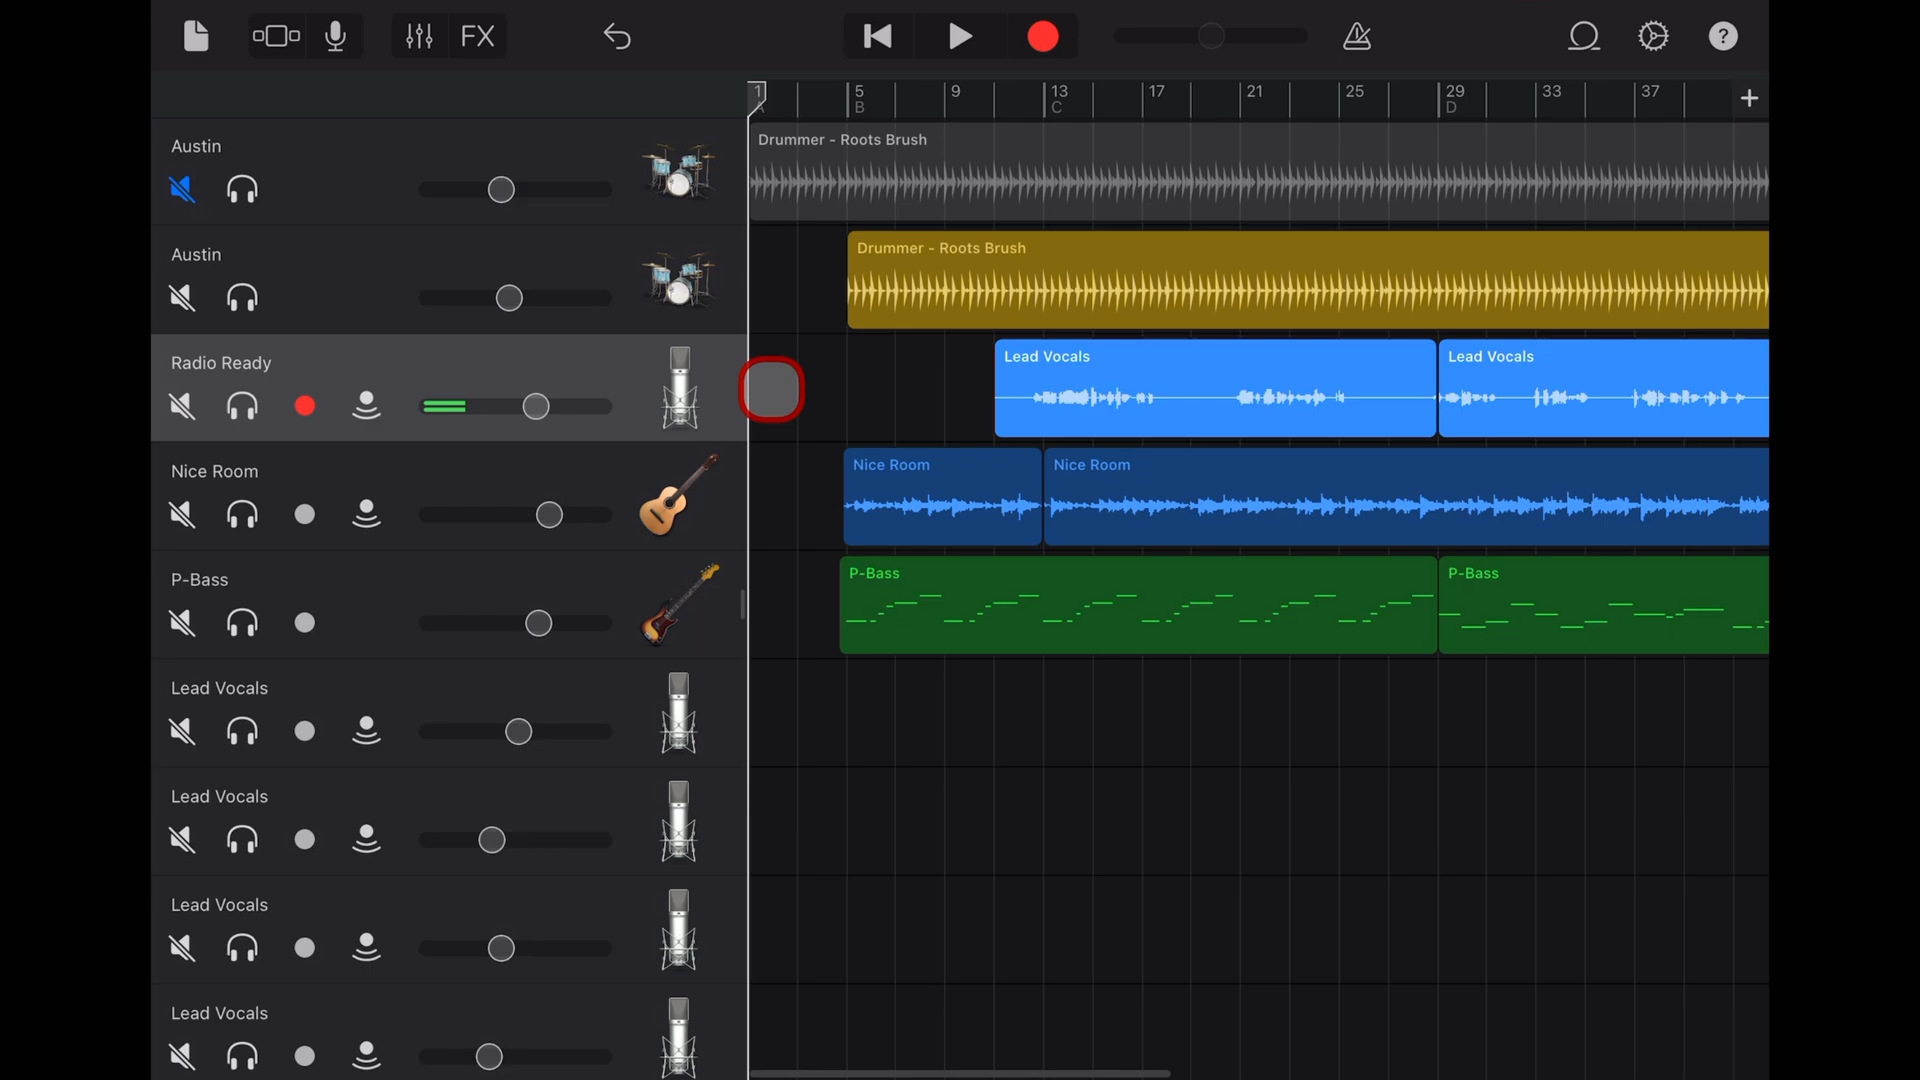 FX
?
1 5 9 13 17 21 25 29 33 37 +
A B C D
Austin
Drummer - Roots Brush
Austin
Drummer - Roots Brush
Radio Ready
Lead Vocals
Lead Vocals
Nice Room
Nice Room
Nice Room
P-Bass
P-Bass
P-Bass
Lead Vocals
Lead Vocals
Lead Vocals
Lead Vocals